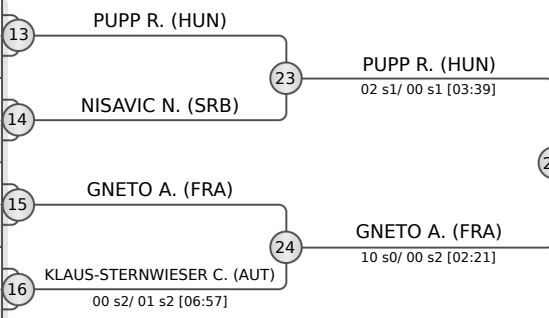 PUPP R. (HUN)
13
23
PUPP R. (HUN)
02 s1/ 00 s1 [03:39]
NISAVIC N. (SRB)
14
GNETO A. (FRA)
15
24
GNETO A. (FRA)
10 s0/ 00 s2 [02:21]
KLAUS-STERNWIESER C. (AUT)
16
00 s2/ 01 s2 [06:57]